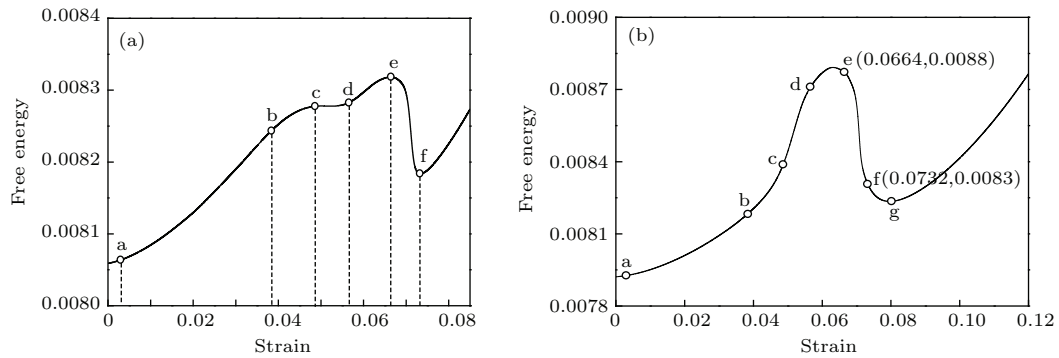 (a)
Free energy
0.0084
0.0083
0.0082
0.0081
0.0080
a
b
c
d
e
f
0
0.02
0.04
0.06
0.08
Strain
(b)
Free energy
0.0090
0.0087
0.0084
0.0081
0.0078
a
b
c
d
e(0.0664,0.0088)
f(0.0732,0.0083)
g
0
0.02
0.04
0.06
0.08
0.10
0.12
Strain